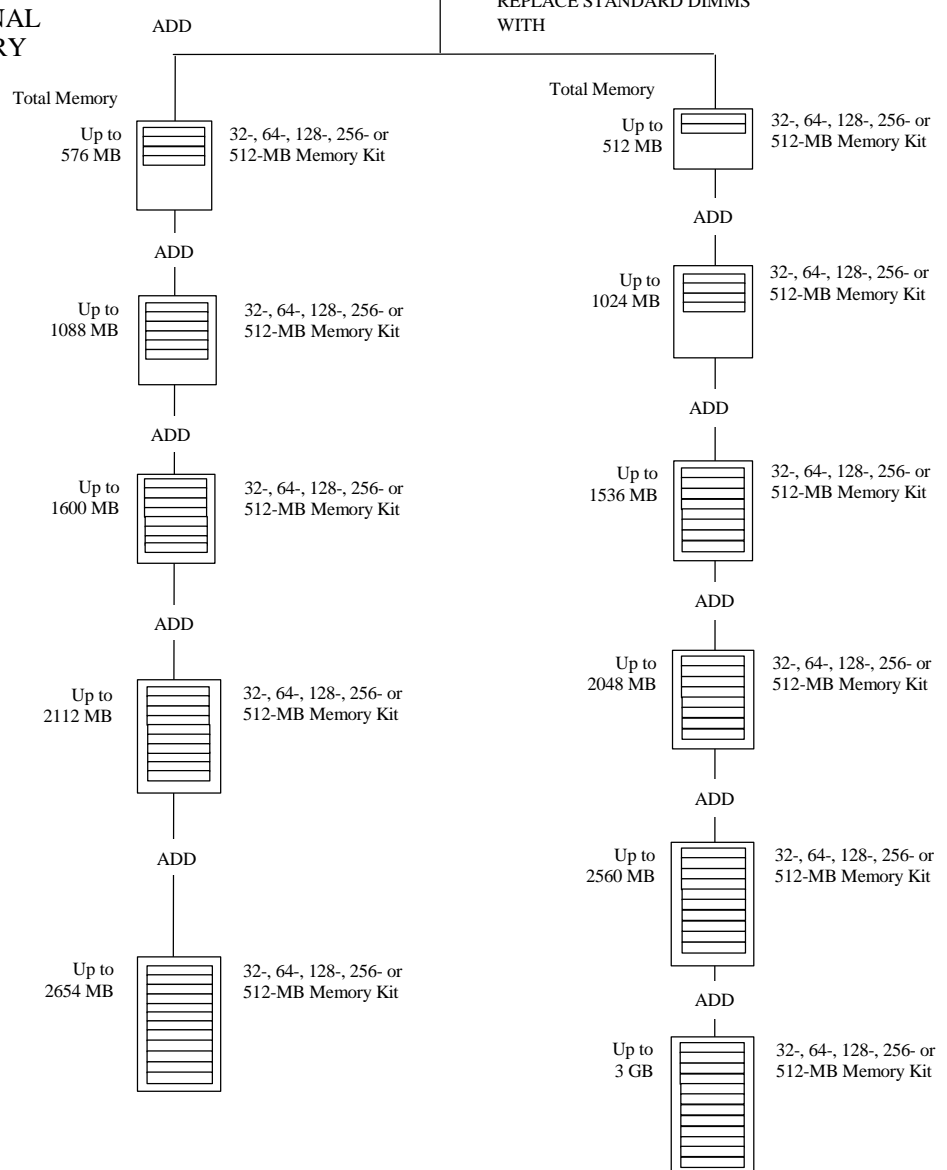 NAL
RY
ADD
REPLACE STANDARD DIMMS
WITH
Total Memory
Up to
576 MB
32-, 64-, 128-, 256- or
512-MB Memory Kit
ADD
Up to
1088 MB
32-, 64-, 128-, 256- or
512-MB Memory Kit
ADD
Up to
1600 MB
32-, 64-, 128-, 256- or
512-MB Memory Kit
ADD
Up to
2112 MB
32-, 64-, 128-, 256- or
512-MB Memory Kit
ADD
Up to
2654 MB
32-, 64-, 128-, 256- or
512-MB Memory Kit
Total Memory
Up to
512 MB
32-, 64-, 128-, 256- or
512-MB Memory Kit
ADD
Up to
1024 MB
32-, 64-, 128-, 256- or
512-MB Memory Kit
ADD
Up to
1536 MB
32-, 64-, 128-, 256- or
512-MB Memory Kit
ADD
Up to
2048 MB
32-, 64-, 128-, 256- or
512-MB Memory Kit
ADD
Up to
2560 MB
32-, 64-, 128-, 256- or
512-MB Memory Kit
ADD
Up to
3 GB
32-, 64-, 128-, 256- or
512-MB Memory Kit